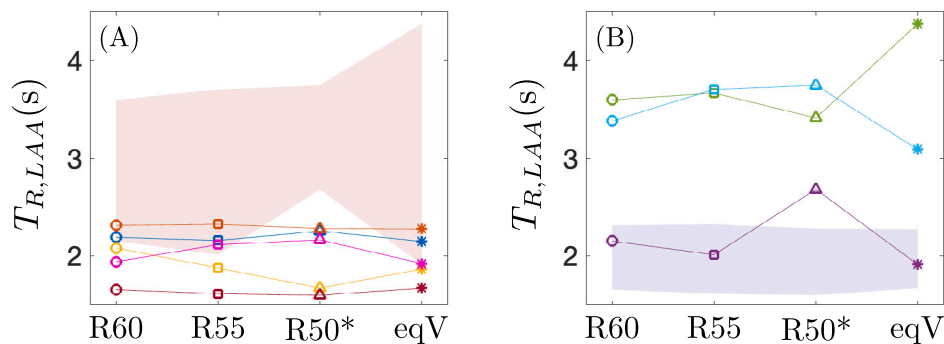 (A)
T_{R,LAA}(s)
4
3
2
R60 R55 R50* eqV
(B)
T_{R,LAA}(s)
4
3
2
R60 R55 R50* eqV